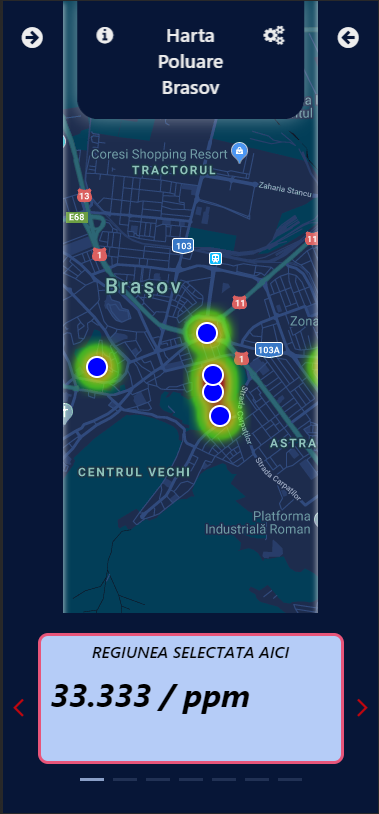 Harta
Poluare
Brasov
Coresi Shopping Resort
TRACTORUL
Zaharia Stancu
13
E68
103
11
1
Braşov
11
Zona
103A
1
Strada Carpaților
ASTRA
CENTRUL VECHI
Strada Carpaților
Platforma
Industrială Roman
REGIUNEA SELECTATA AICI
33.333 / ppm